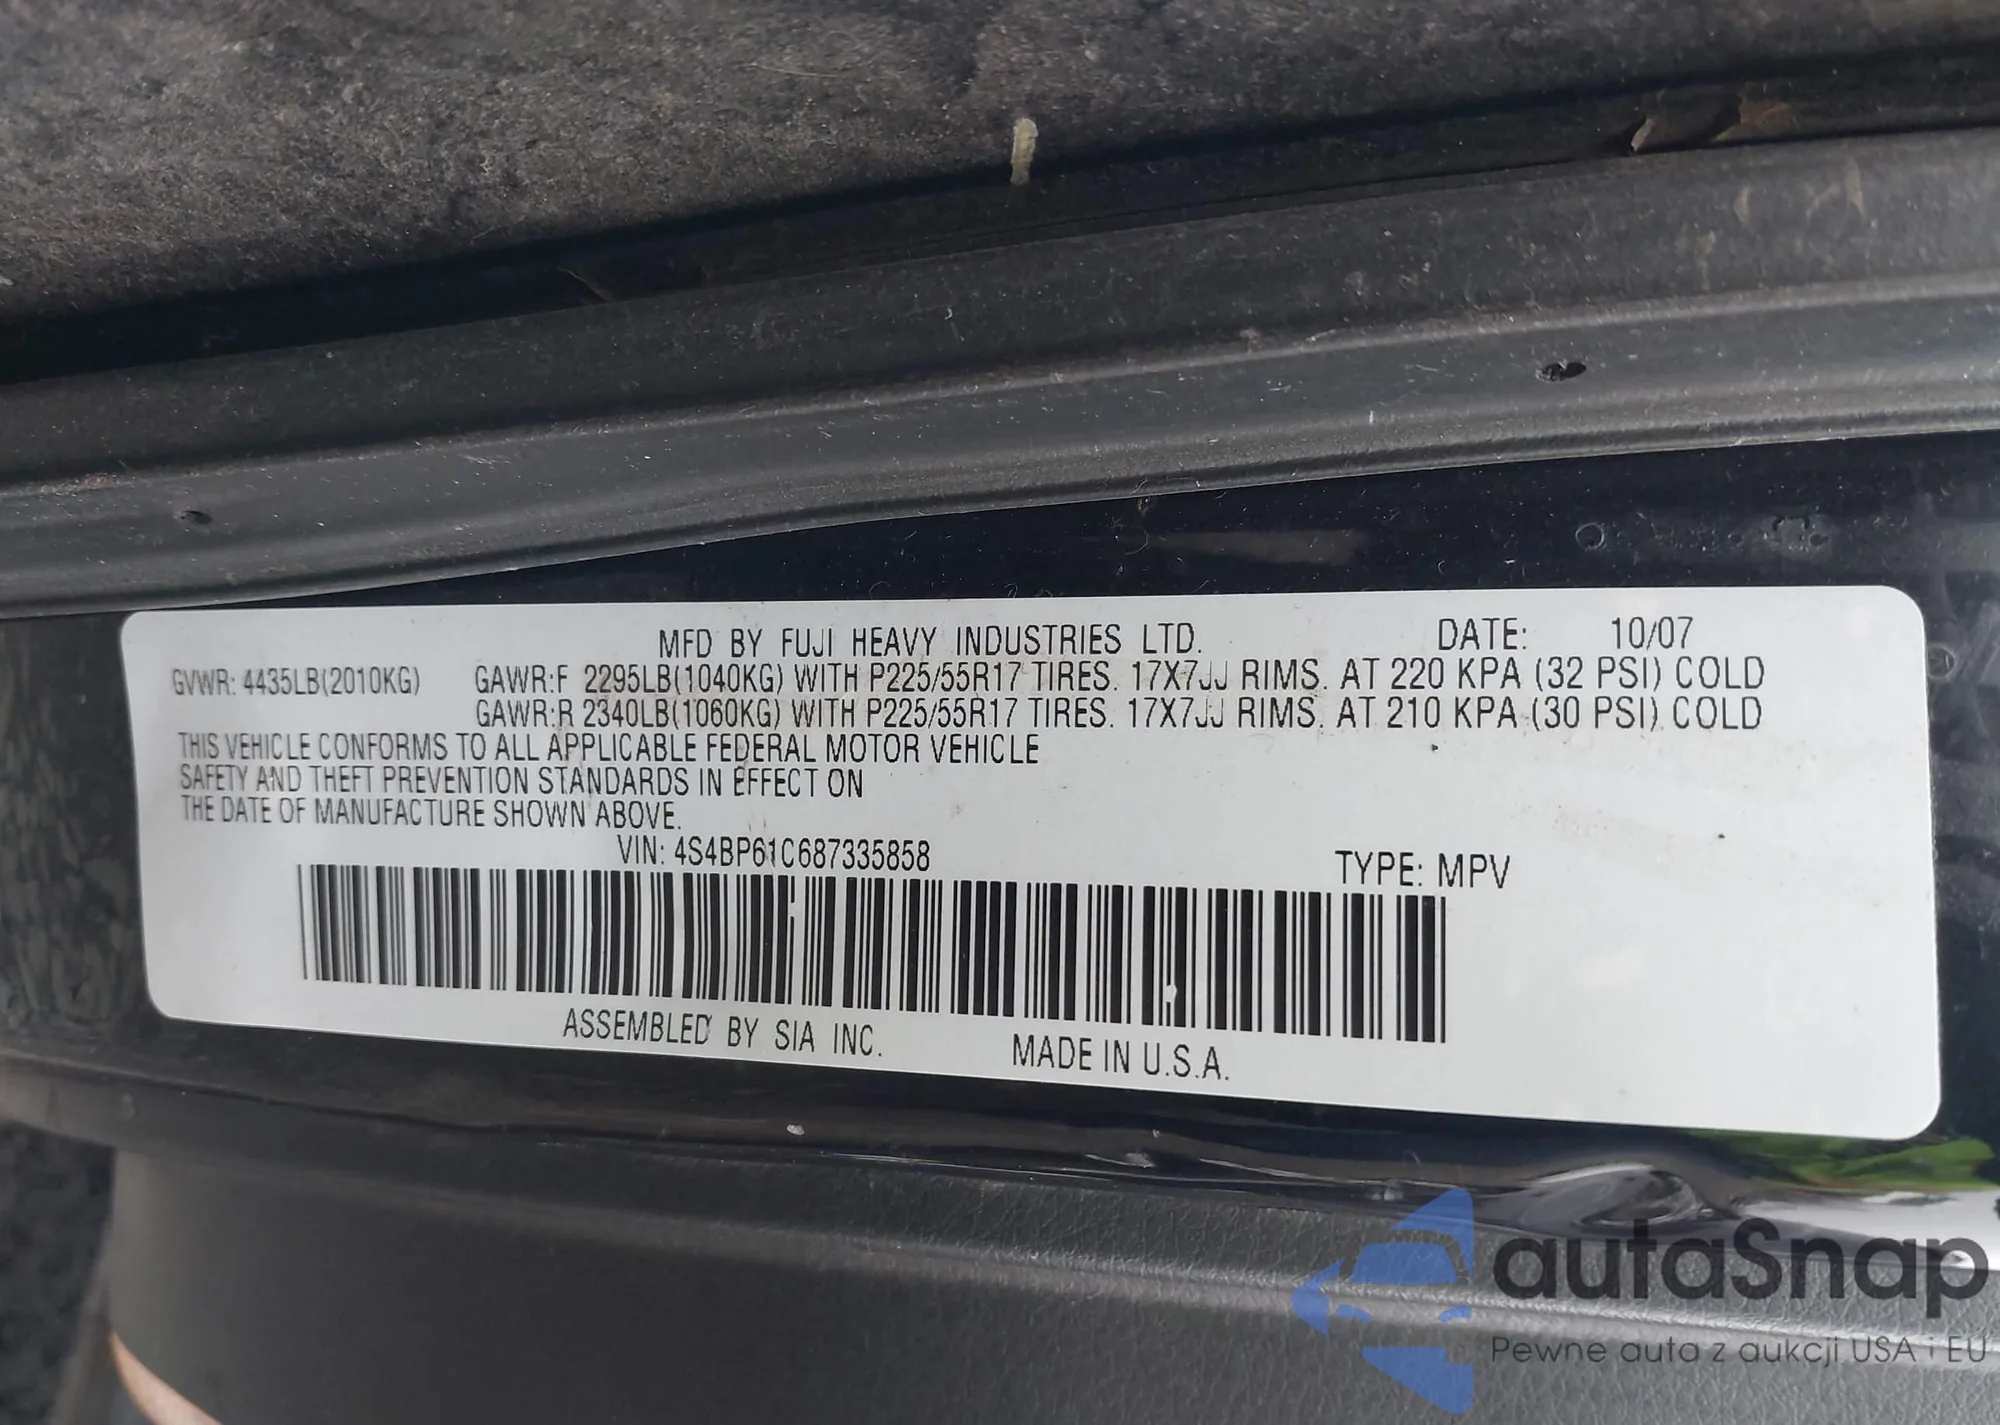 MFD BY FUJI HEAVY INDUSTRIES LTD. DATE: 10/07
GVWR: 4435LB(2010KG) GAWR:F 2295LB(1040KG) WITH P225/55R17 TIRES. 17X7JJ RIMS. AT 220 KPA (32 PSI) COLD
GAWR:R 2340LB(1060KG) WITH P225/55R17 TIRES. 17X7JJ RIMS. AT 210 KPA (30 PSI) COLD
THIS VEHICLE CONFORMS TO ALL APPLICABLE FEDERAL MOTOR VEHICLE
SAFETY AND THEFT PREVENTION STANDARDS IN EFFECT ON
THE DATE OF MANUFACTURE SHOWN ABOVE.
VIN: 4S4BP61C687335858 TYPE: MPV
ASSEMBLED BY SIA INC. MADE IN U.S.A.
autaSnap
Pewne auta z aukcji USA i EU